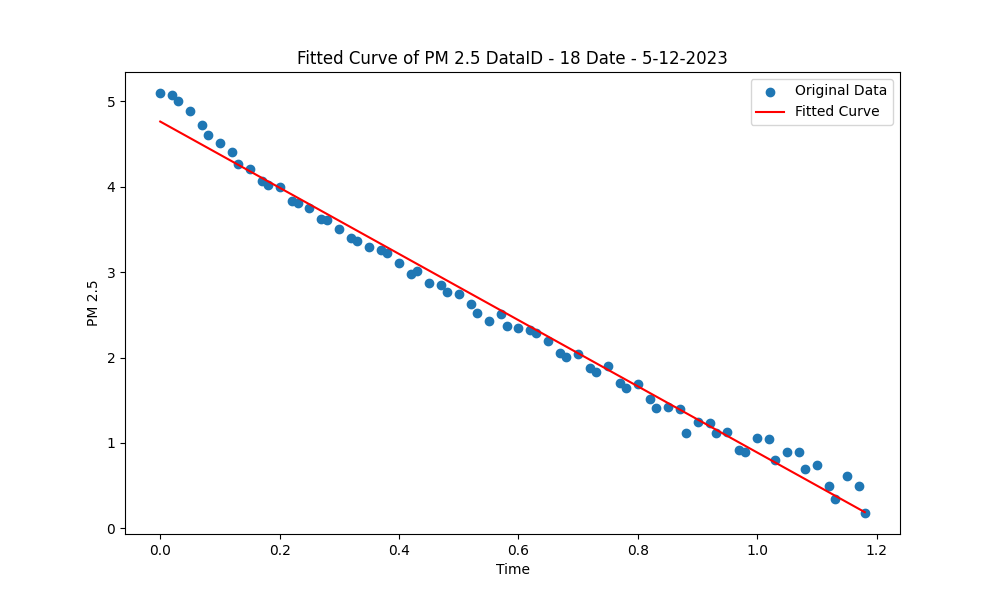 Fitted Curve of PM 2.5 DataID - 18 Date - 5-12-2023
Original Data
Fitted Curve
PM 2.5
5
4
3
2
1
0
0.0 0.2 0.4 0.6 0.8 1.0 1.2
Time